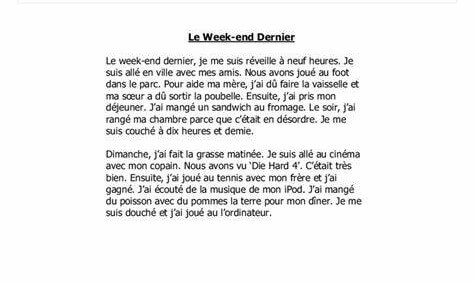 Le Week-end Dernier
Le week-end dernier, je me suis réveille à neuf heures. Je
suis allé en ville avec mes amis. Nous avons joué au foot
dans le parc. Pour aide ma mère, j'ai dû faire la vaisselle et
ma sœur a dû sortir la poubelle. Ensuite, j'ai pris mon
déjeuner. J'ai mangé un sandwich au fromage. Le soir, j'ai
rangé ma chambre parce que c'était en désordre. Je me
suis couché à dix heures et demie.
Dimanche, j'ai fait la grasse matinée. Je suis allé au cinéma
avec mon copain. Nous avons vu 'Die Hard 4'. C'était très
bien. Ensuite, j'ai joué au tennis avec mon frère et j'ai
gagné. J'ai écouté de la musique de mon iPod. J'ai mangé
du poisson avec du pommes la terre pour mon dîner. Je me
suis douché et j'ai joué au l'ordinateur.